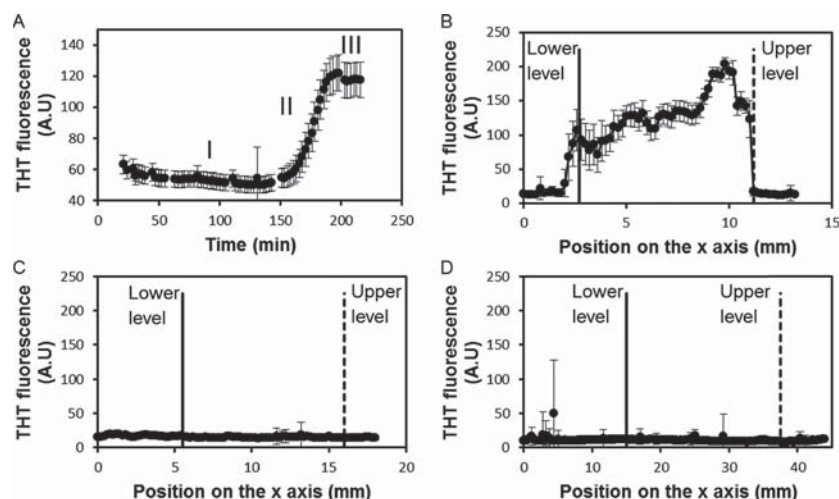 A
THT fluorescence
(A.U)
140
120
100
80
60
40
I
II
III
0
50
100
150
200
250
Time (min)
B
THT fluorescence
(A.U)
250
200
150
100
50
0
Lower
level
Upper
level
0
5
10
15
Position on the x axis (mm)
C
THT fluorescence
(A.U)
250
200
150
100
50
0
Lower
level
Upper
level
0
5
10
15
20
Position on the x axis (mm)
D
THT fluorescence
(A.U)
250
200
150
100
50
0
Lower
level
Upper
level
0
10
20
30
40
Position on the x axis (mm)